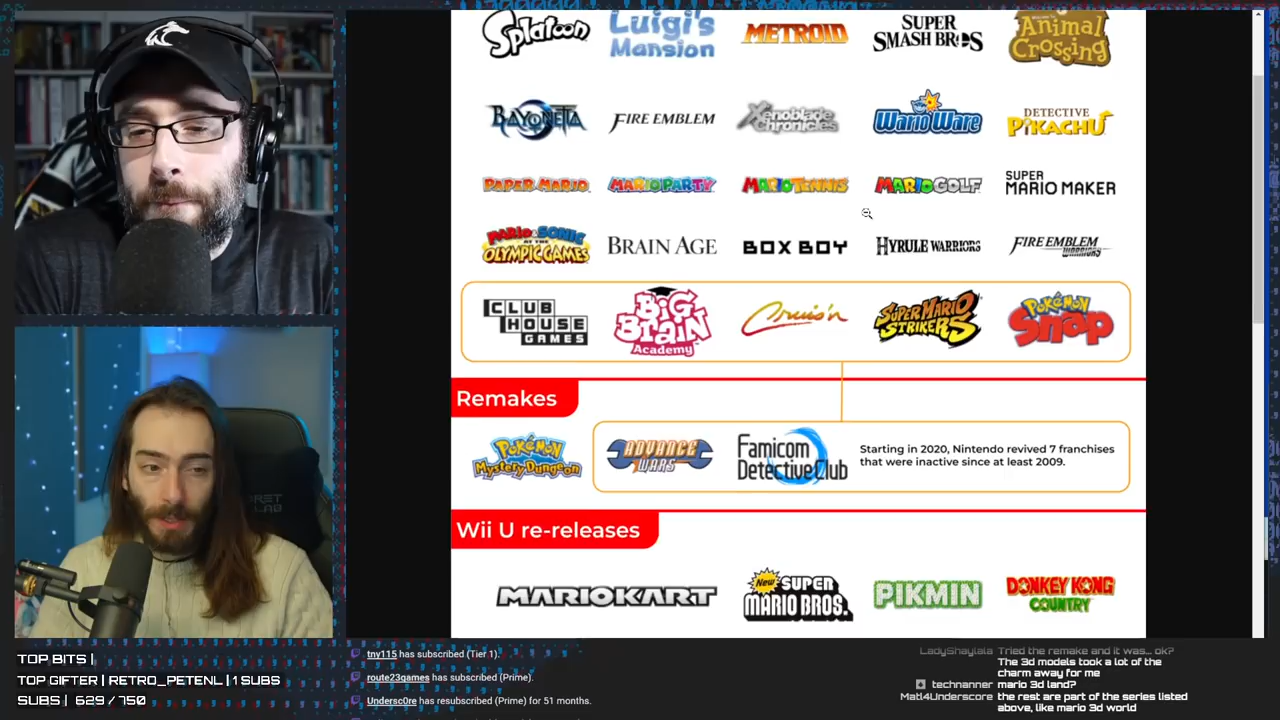 Splatoon
Luigi's
Mansion
METROID
SUPER
SMASH BROS
Animal
Crossing
BAYONETTA
FIRE EMBLEM
Xenoblade
Chronicles
WarioWare
DETECTIVE
PIKACHU
PAPER MARIO
MARIO PARTY
MARIO TENNIS
MARIO GOLF
SUPER
MARIO MAKER
MARIO & SONIC
AT THE
OLYMPIC GAMES
BRAIN AGE
BOX BOY
HYRULE WARRIORS
FIRE EMBLEM
WARRIORS
CLUB
HOUSE
GAMES
BiG
BRaiN
Academy
Cruis'n
SUPER MARIO
STRIKERS
POKéMON
Snap
Remakes
POKéMON
Mystery Dungeon
ADVANCE
WARS
Famicom
Detective Club
Starting in 2020, Nintendo revived 7 franchises
that were inactive since at least 2009.
Wii U re-releases
MARIOKART
New SUPER
MARIO BROS.
PIKMIN
DONKEY KONG
COUNTRY
TOP BITS |
TOP GIFTER | RETRO_PETENL | 1 SUBS
SUBS | 629 / 750
tny115 has subscribed (Tier 1).
route23games has subscribed (Prime).
Undersc0re has resubscribed (Prime) for 51 months.
LadyShaylala Tried the remake and it was... ok?
The 3d models took a lot of the
charm away for me
technanner mario 3d land?
Matl4Underscore the rest are part of the series listed
above, like mario 3d world